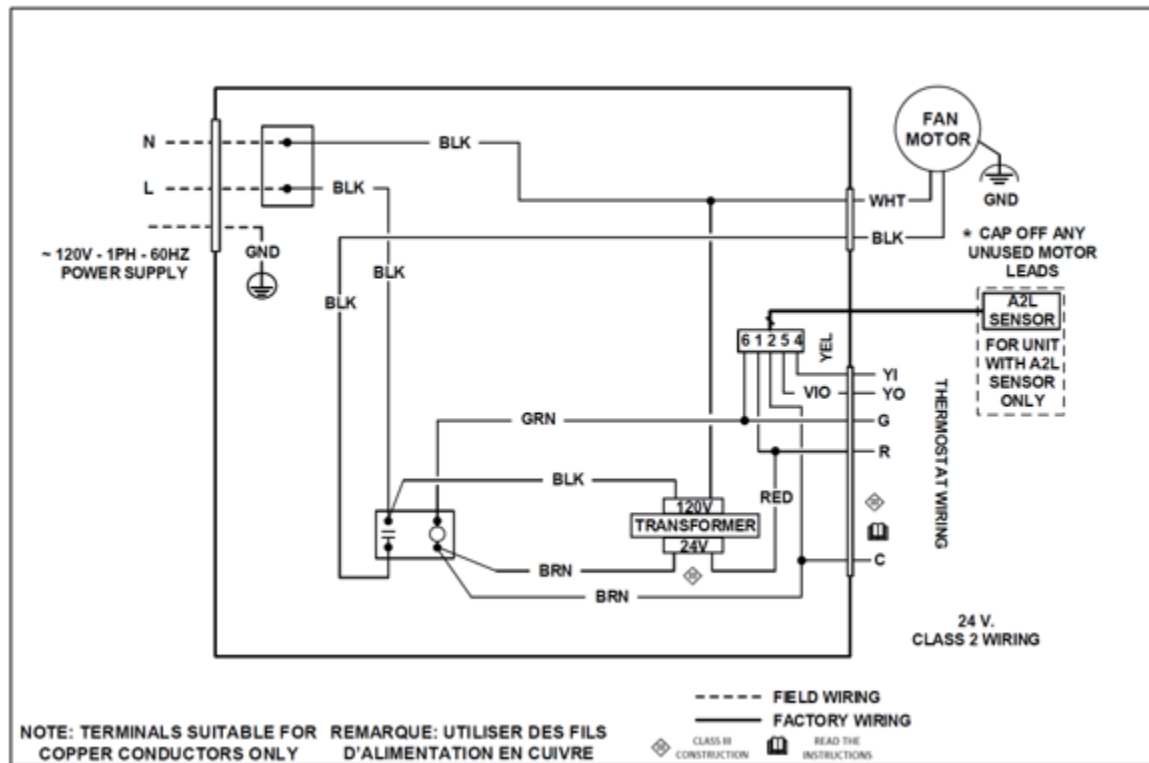 FAN
MOTOR
N
BLK
L
BLK
WHT
GND
BLK
* CAP OFF ANY
UNUSED MOTOR
LEADS
~ 120V - 1PH - 60HZ
POWER SUPPLY
GND
BLK
BLK
A2L
SENSOR
FOR UNIT
WITH A2L
SENSOR
ONLY
6 1 2 5 4
YEL
YI
VIO
YO
GRN
G
R
THERMOSTAT WIRING
BLK
RED
120V
TRANSFORMER
24V
BRN
C
BRN
24 V.
CLASS 2 WIRING
FIELD WIRING
FACTORY WIRING
NOTE: TERMINALS SUITABLE FOR
COPPER CONDUCTORS ONLY
REMARQUE: UTILISER DES FILS
D'ALIMENTATION EN CUIVRE
CLASS III
CONSTRUCTION
READ THE
INSTRUCTIONS